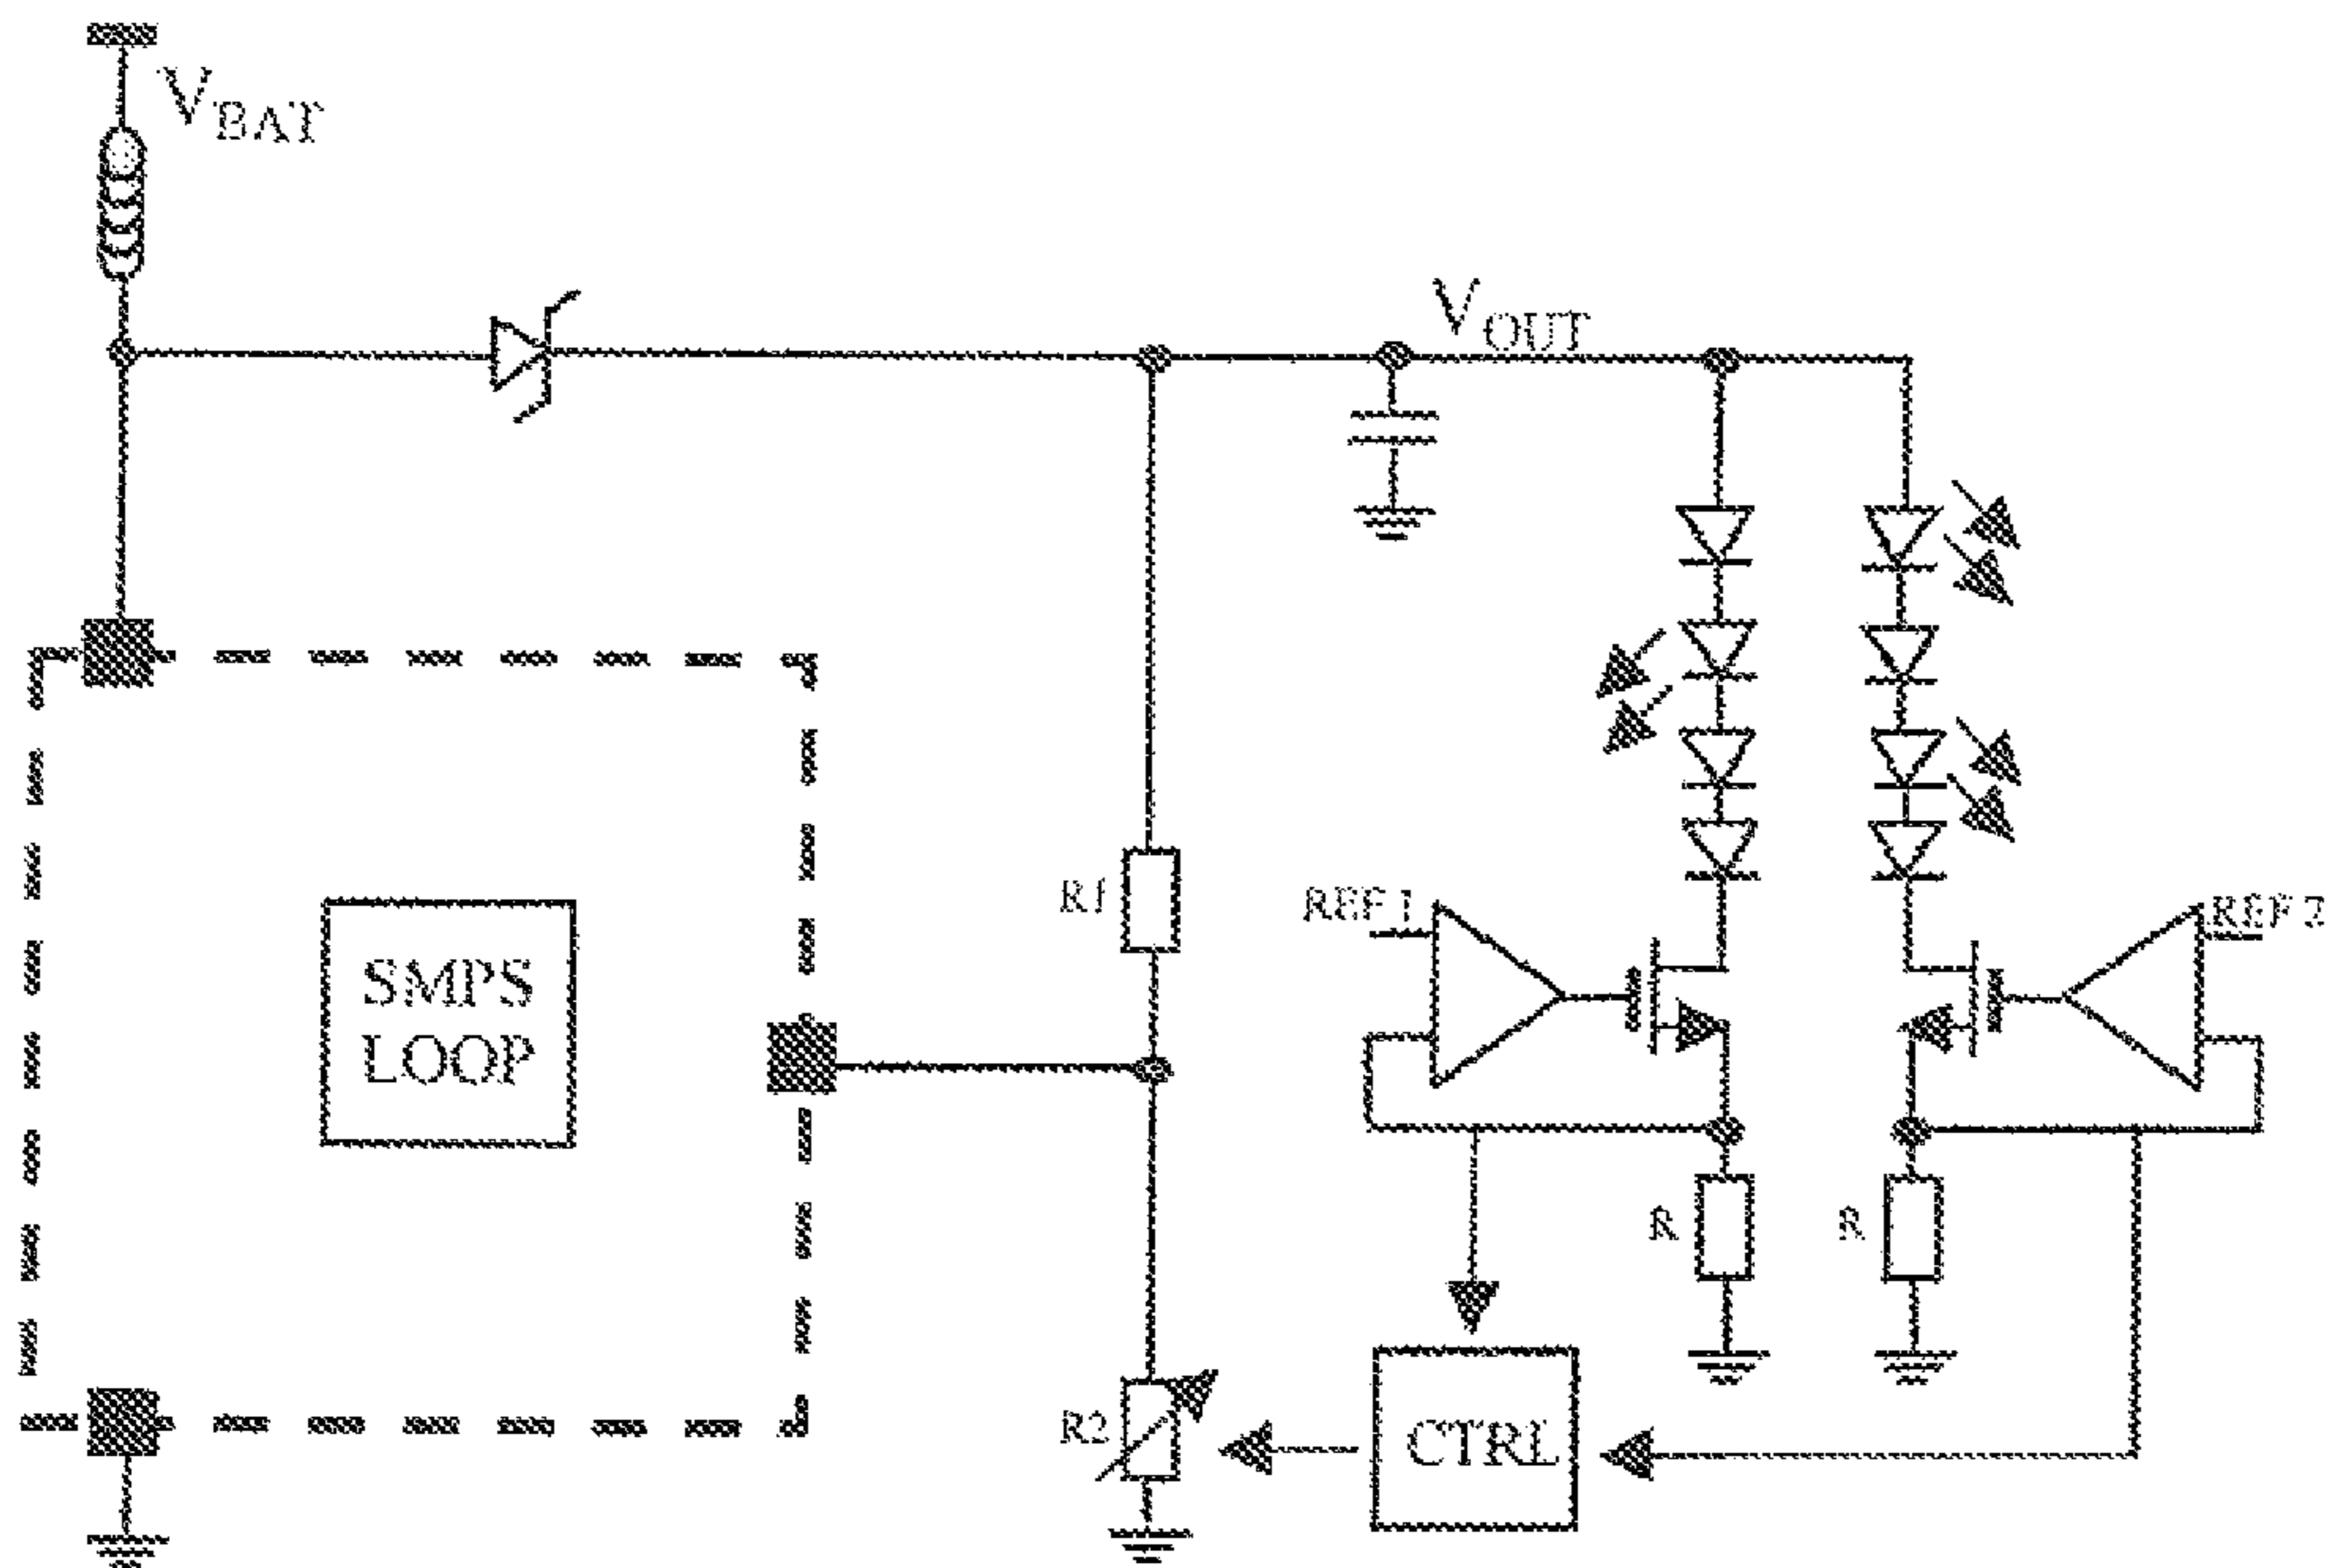 VBAT
VOUT
R1
REF 1
REF 2
SMPS
LOOP
R
R
R2
CTRL